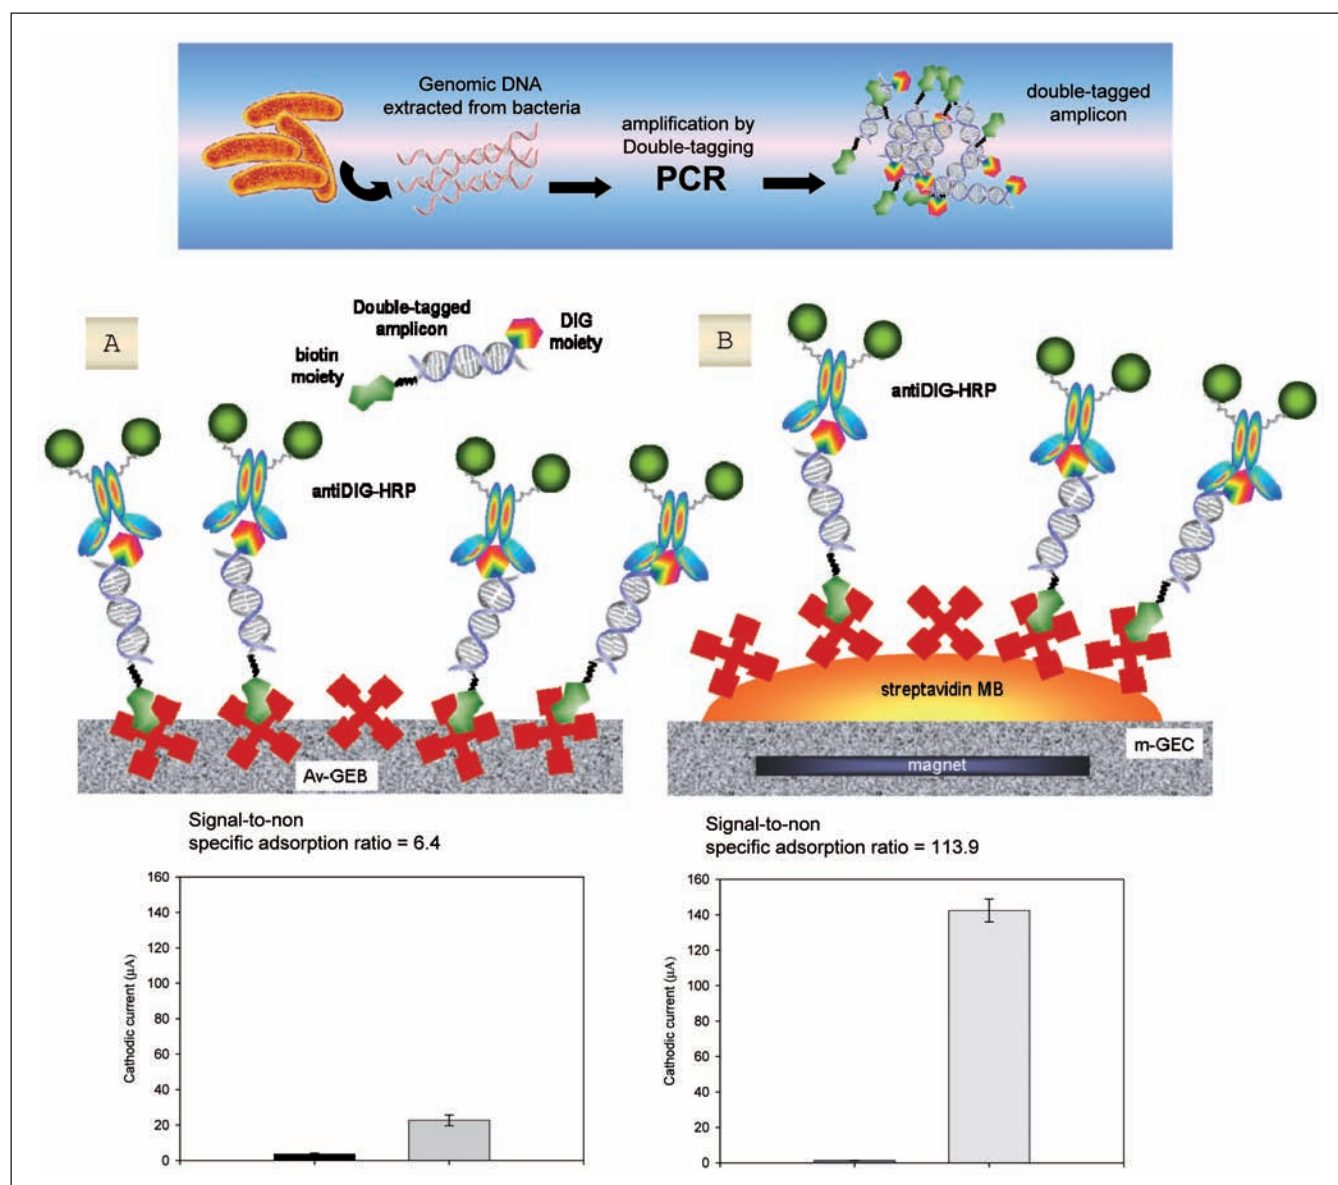 Genomic DNA
extracted from bacteria
amplification by
Double-tagging
PCR
double-tagged
amplicon
A
Double-tagged
amplicon
DIG
moiety
biotin
moiety
antiDIG-HRP
Av-GEB
B
antiDIG-HRP
streptavidin MB
m-GEC
magnet
Signal-to-non
specific adsorption ratio = 6.4
160
140
120
100
80
60
40
20
0
Cathodic current (µA)
Signal-to-non
specific adsorption ratio = 113.9
160
140
120
100
80
60
40
20
0
Cathodic current (µA)